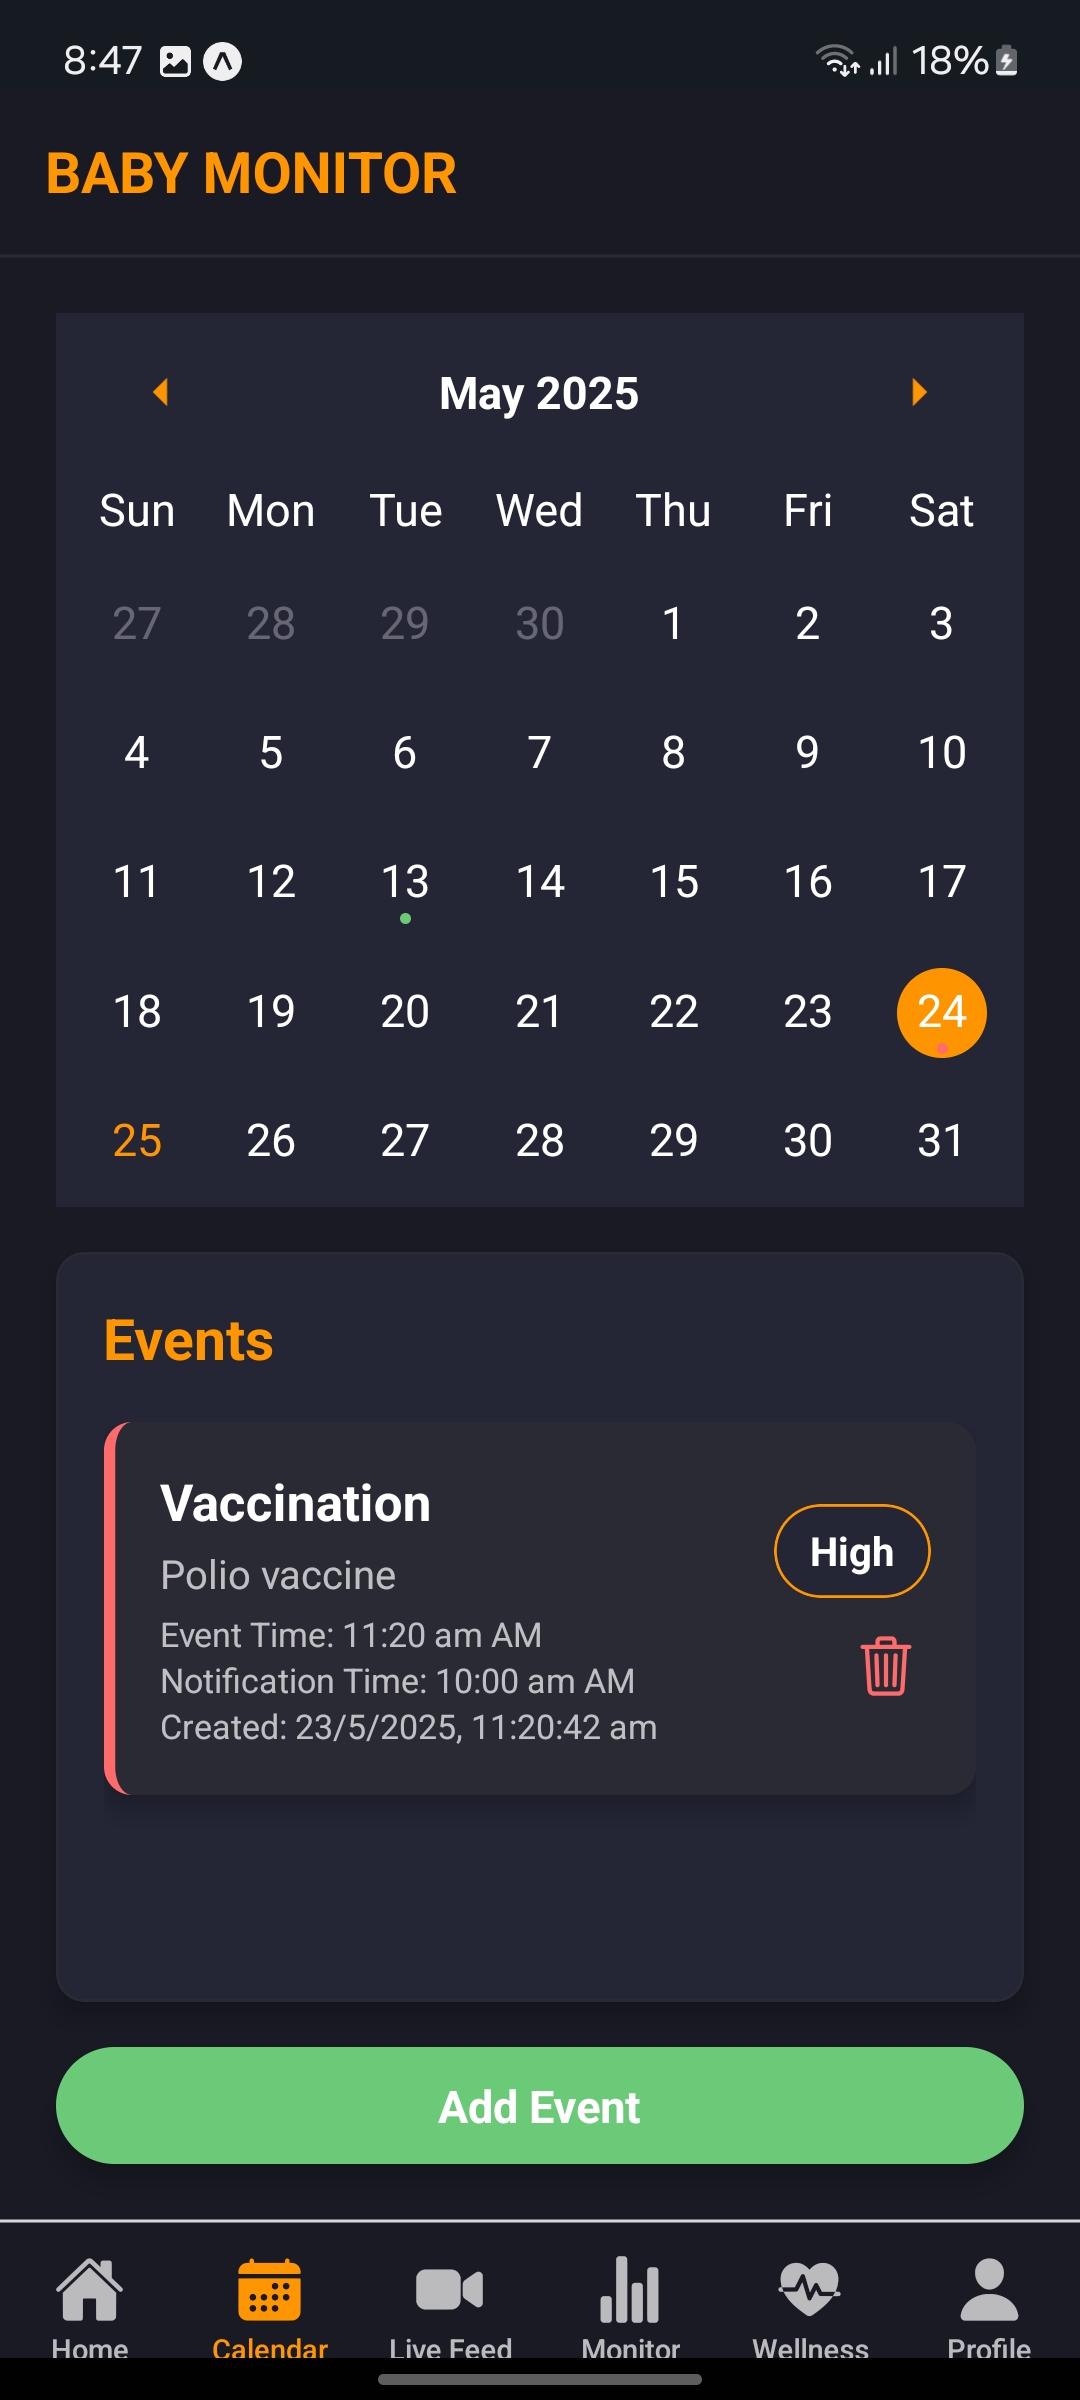 8:47 18%
BABY MONITOR
May 2025
Sun Mon Tue Wed Thu Fri Sat
27 28 29 30 1 2 3
4 5 6 7 8 9 10
11 12 13 14 15 16 17
18 19 20 21 22 23 24
25 26 27 28 29 30 31
Events
Vaccination
High
Polio vaccine
Event Time: 11:20 am AM
Notification Time: 10:00 am AM
Created: 23/5/2025, 11:20:42 am
Add Event
Home Calendar Live Feed Monitor Wellness Profile